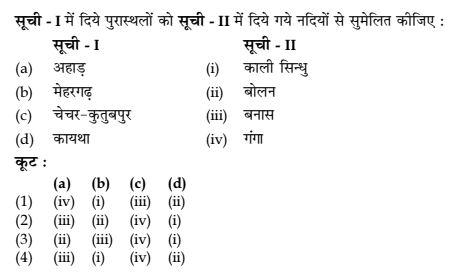 सूची - I में दिये पुरास्थलों को सूची - II में दिये गये नदियों से सुमेलित कीजिए :
सूची - I सूची - II
(a) अहाड़ (i) काली सिन्धु
(b) मेहरगढ़ (ii) बोलन
(c) चेचर-कुतुबपुर (iii) बनास
(d) कायथा (iv) गंगा
कूट :
(a) (b) (c) (d)
(1) (iv) (i) (iii) (ii)
(2) (iii) (ii) (iv) (i)
(3) (ii) (iii) (iv) (i)
(4) (iii) (i) (iv) (ii)